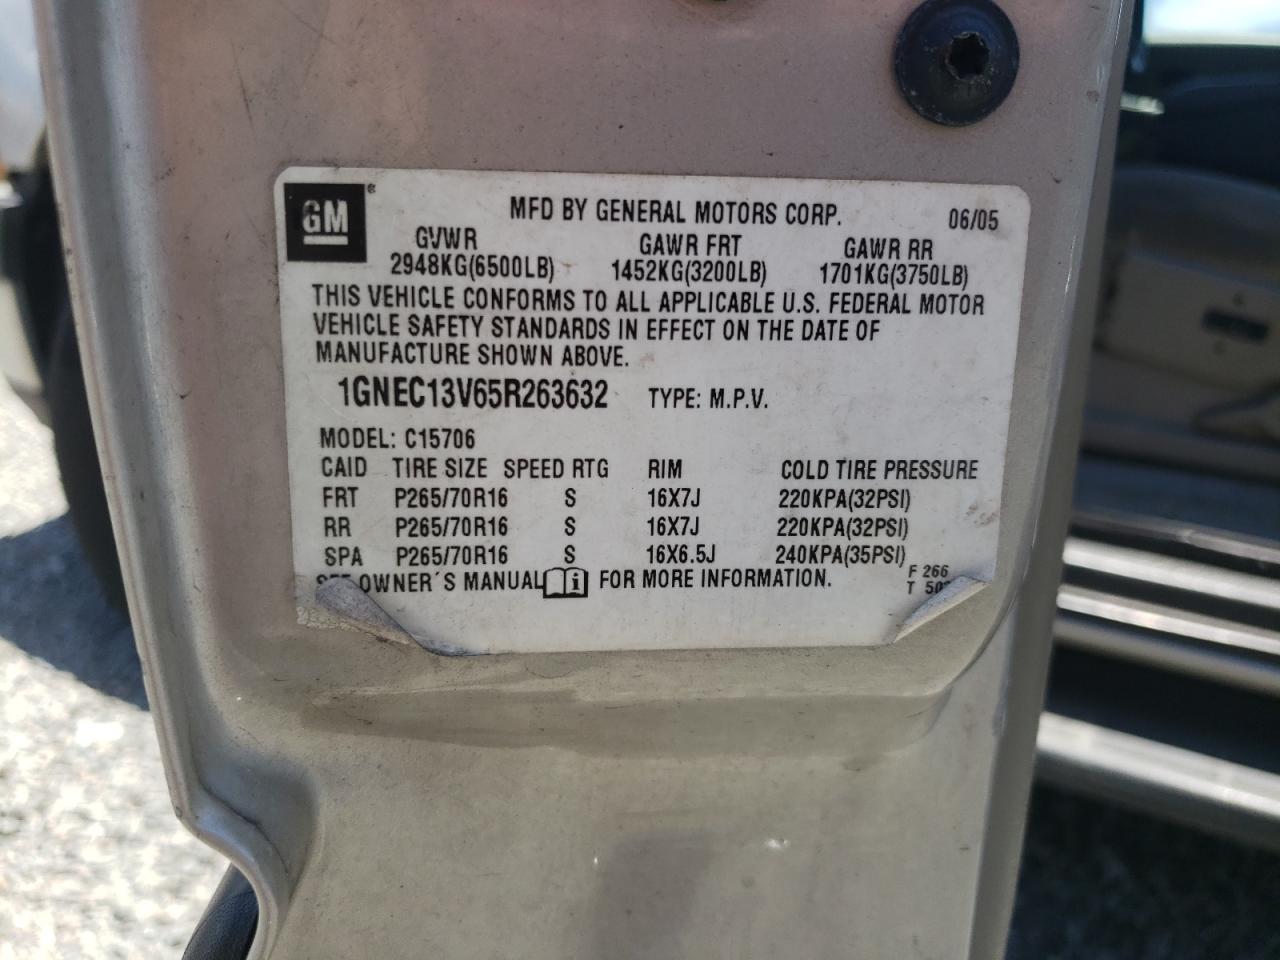 GM ®
MFD BY GENERAL MOTORS CORP. 06/05
GVWR GAWR FRT GAWR RR
2948KG(6500LB) 1452KG(3200LB) 1701KG(3750LB)
THIS VEHICLE CONFORMS TO ALL APPLICABLE U.S. FEDERAL MOTOR
VEHICLE SAFETY STANDARDS IN EFFECT ON THE DATE OF
MANUFACTURE SHOWN ABOVE.
1GNEC13V65R263632 TYPE: M.P.V.
MODEL: C15706
CAID TIRE SIZE SPEED RTG RIM COLD TIRE PRESSURE
FRT P265/70R16 S 16X7J 220KPA(32PSI)
RR P265/70R16 S 16X7J 220KPA(32PSI)
SPA P265/70R16 S 16X6.5J 240KPA(35PSI)
SEE OWNER´S MANUAL i FOR MORE INFORMATION.
F 266
T